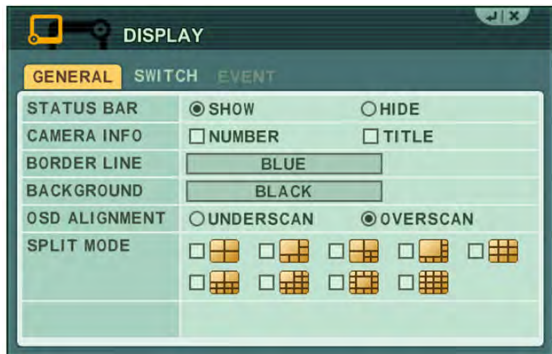 DISPLAY
GENERAL SWITCH EVENT
STATUS BAR SHOW HIDE
CAMERA INFO NUMBER TITLE
BORDER LINE BLUE
BACKGROUND BLACK
OSD ALIGNMENT UNDERSCAN OVERSCAN
SPLIT MODE